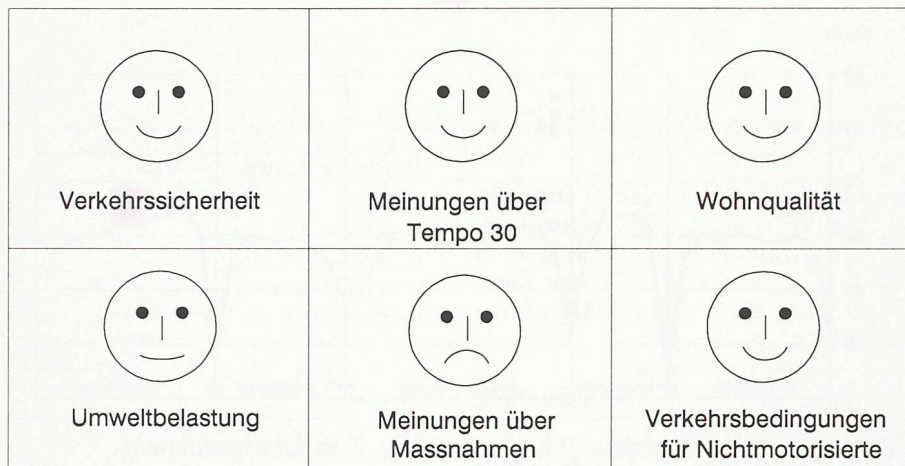 Verkehrssicherheit
Meinungen über
Tempo 30
Wohnqualität
Umweltbelastung
Meinungen über
Massnahmen
Verkehrsbedingungen
für Nichtmotorisierte